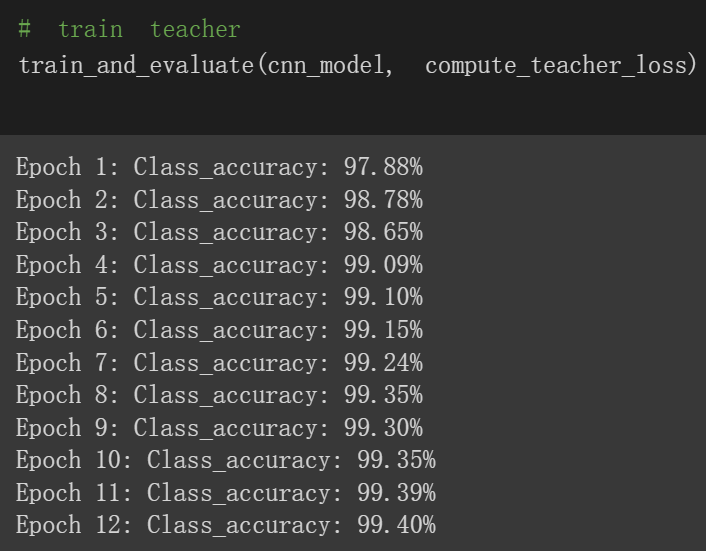 # train teacher
train_and_evaluate(cnn_model, compute_teacher_loss)
Epoch 1: Class_accuracy: 97.88%
Epoch 2: Class_accuracy: 98.78%
Epoch 3: Class_accuracy: 98.65%
Epoch 4: Class_accuracy: 99.09%
Epoch 5: Class_accuracy: 99.10%
Epoch 6: Class_accuracy: 99.15%
Epoch 7: Class_accuracy: 99.24%
Epoch 8: Class_accuracy: 99.35%
Epoch 9: Class_accuracy: 99.30%
Epoch 10: Class_accuracy: 99.35%
Epoch 11: Class_accuracy: 99.39%
Epoch 12: Class_accuracy: 99.40%